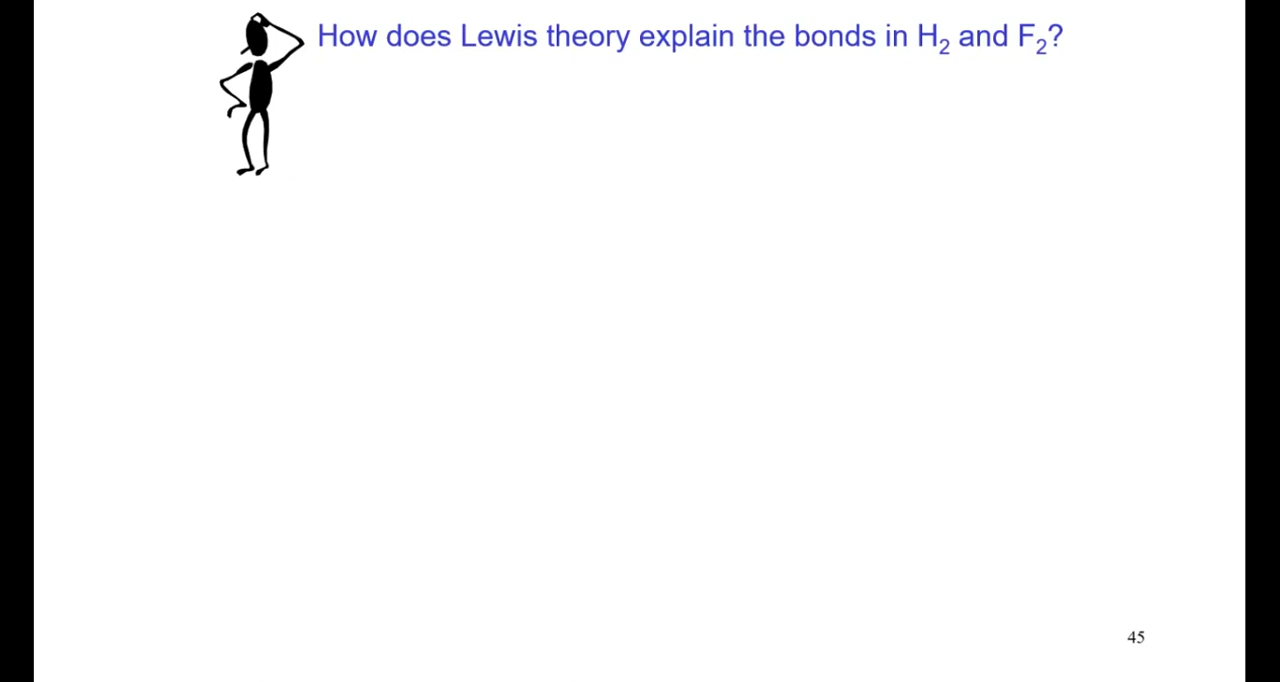 How does Lewis theory explain the bonds in H₂ and F₂?
45